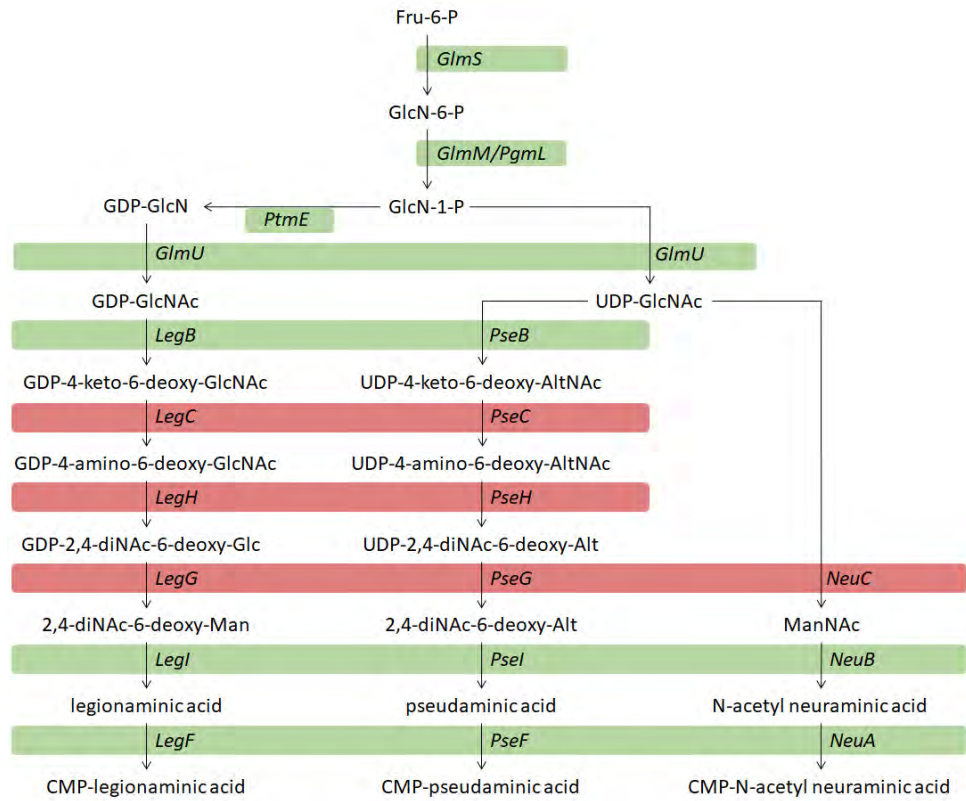 Fru-6-P
GlmS
GlcN-6-P
GlmM/PgmL
GDP-GlcN
PtmE
GlcN-1-P
GlmU
GlmU
GDP-GlcNAc
UDP-GlcNAc
LegB
PseB
GDP-4-keto-6-deoxy-GlcNAc
UDP-4-keto-6-deoxy-AltNAc
LegC
PseC
GDP-4-amino-6-deoxy-GlcNAc
UDP-4-amino-6-deoxy-AltNAc
LegH
PseH
GDP-2,4-diNAc-6-deoxy-Glc
UDP-2,4-diNAc-6-deoxy-Alt
LegG
PseG
NeuC
2,4-diNAc-6-deoxy-Man
2,4-diNAc-6-deoxy-Alt
ManNAc
LegI
PseI
NeuB
legionaminic acid
pseudaminic acid
N-acetyl neuraminic acid
LegF
PseF
NeuA
CMP-legionaminic acid
CMP-pseudaminic acid
CMP-N-acetyl neuraminic acid